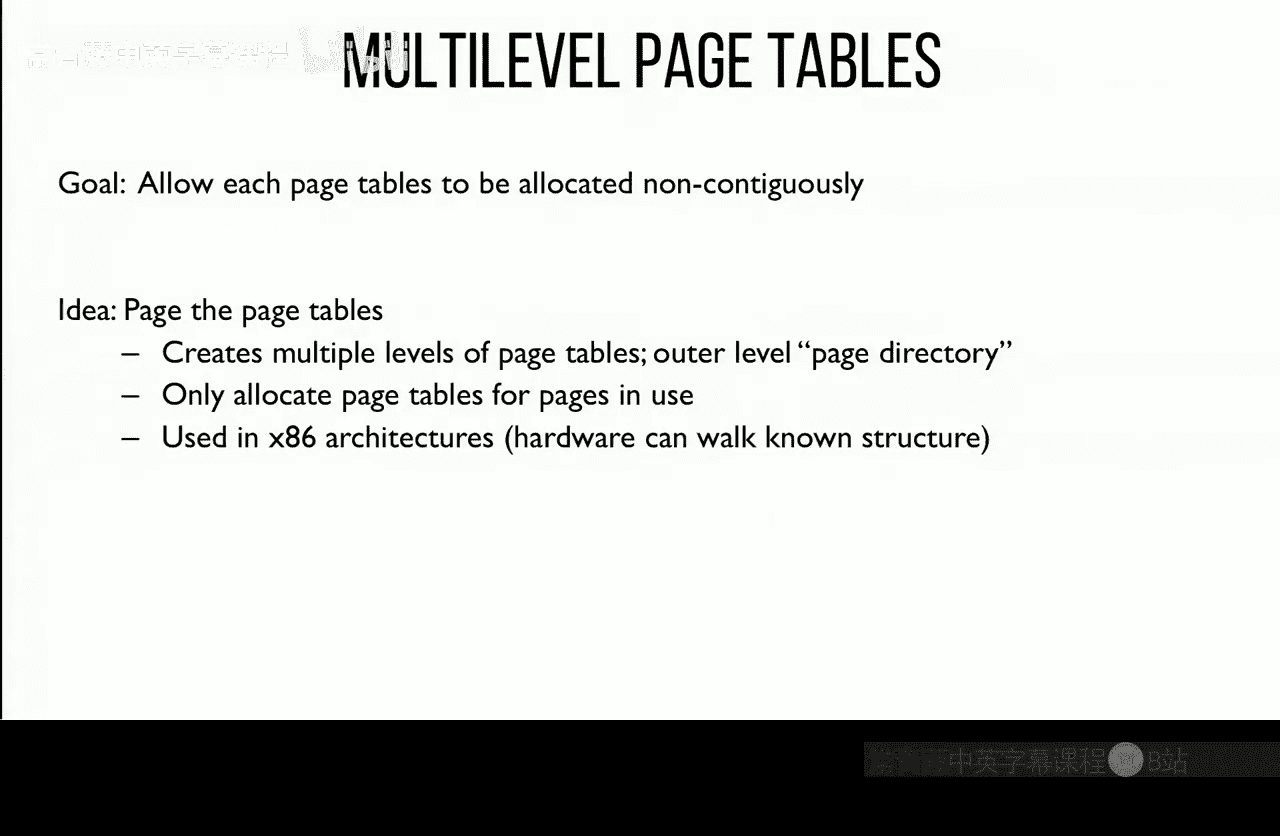 MULTILEVEL PAGE TABLES
Goal: Allow each page tables to be allocated non-contiguously
Idea: Page the page tables
– Creates multiple levels of page tables; outer level “page directory”
– Only allocate page tables for pages in use
– Used in x86 architectures (hardware can walk known structure)
中英字幕课程
B站